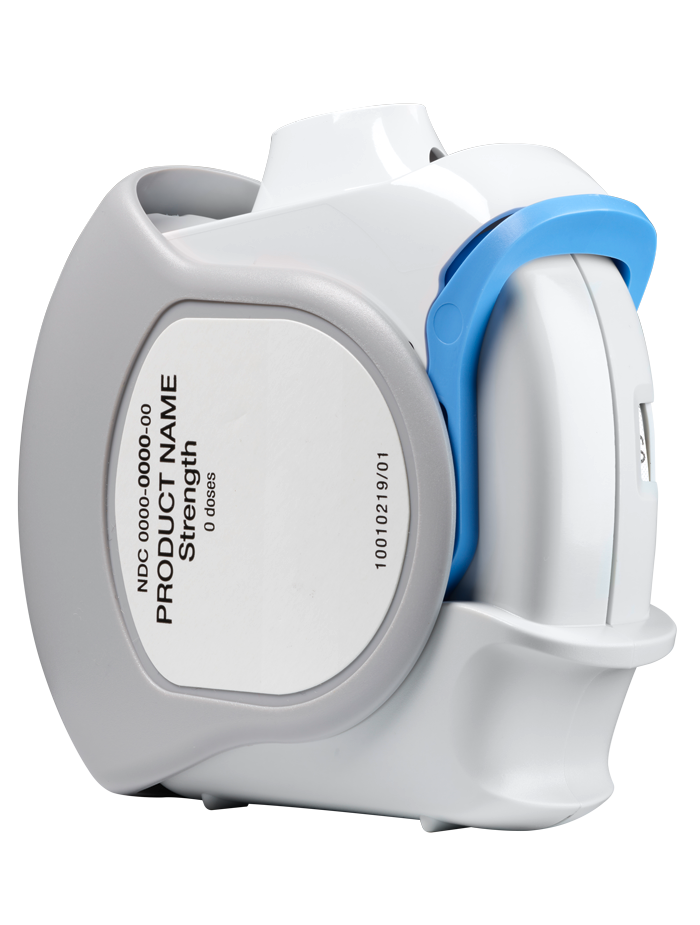 NDC 0000-0000-00
PRODUCT NAME
Strength
0 doses
10010219/01